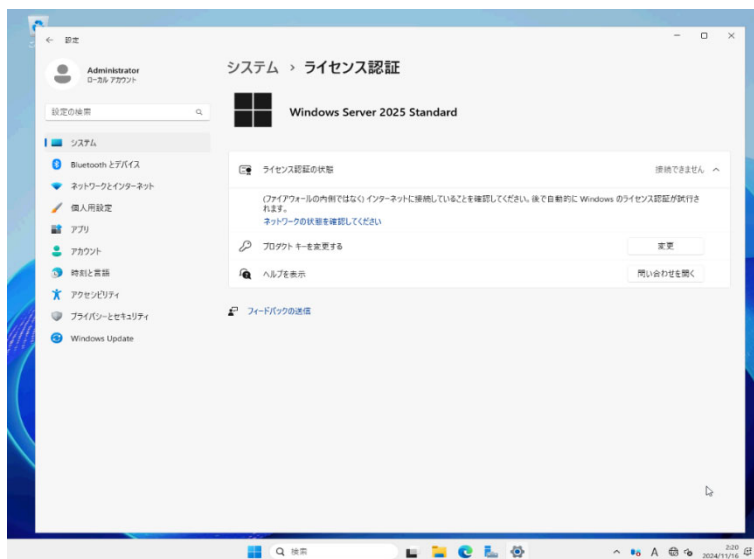 ← 設定
Administrator
ローカル アカウント
設定の検索
システム
Bluetooth とデバイス
ネットワークとインターネット
個人用設定
アプリ
アカウント
時刻と言語
アクセシビリティ
プライバシーとセキュリティ
Windows Update
システム › ライセンス認証
Windows Server 2025 Standard
ライセンス認証の状態 接続できません
(ファイアウォールの内側ではなく) インターネットに接続していることを確認してください。後で自動的に Windows のライセンス認証が試行さ
れます。
ネットワークの状態を確認してください
プロダクト キーを変更する 変更
ヘルプを表示 問い合わせを開く
フィードバックの送信
検索
A
2:20
2024/11/16